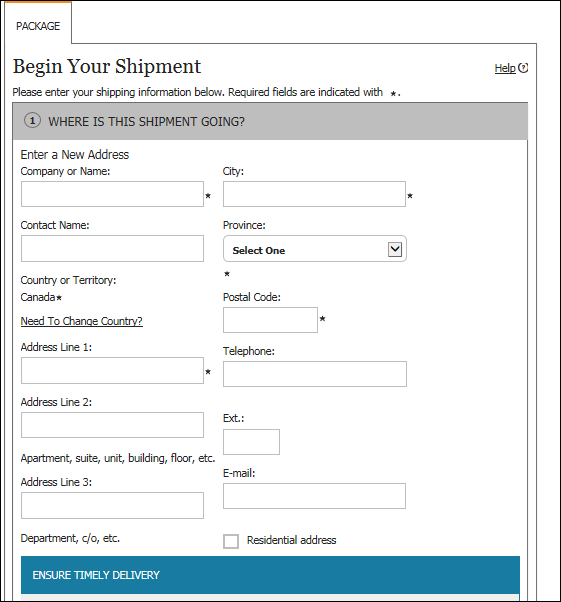 PACKAGE
Begin Your Shipment
Help ?
Please enter your shipping information below. Required fields are indicated with *.
1 WHERE IS THIS SHIPMENT GOING?
Enter a New Address
Company or Name:
*
City:
*
Contact Name:
Province:
Select One
*
Country or Territory:
Canada*
Need To Change Country?
Postal Code:
*
Address Line 1:
*
Telephone:
Address Line 2:
Ext.:
Apartment, suite, unit, building, floor, etc.
E-mail:
Address Line 3:
Department, c/o, etc.
Residential address
ENSURE TIMELY DELIVERY